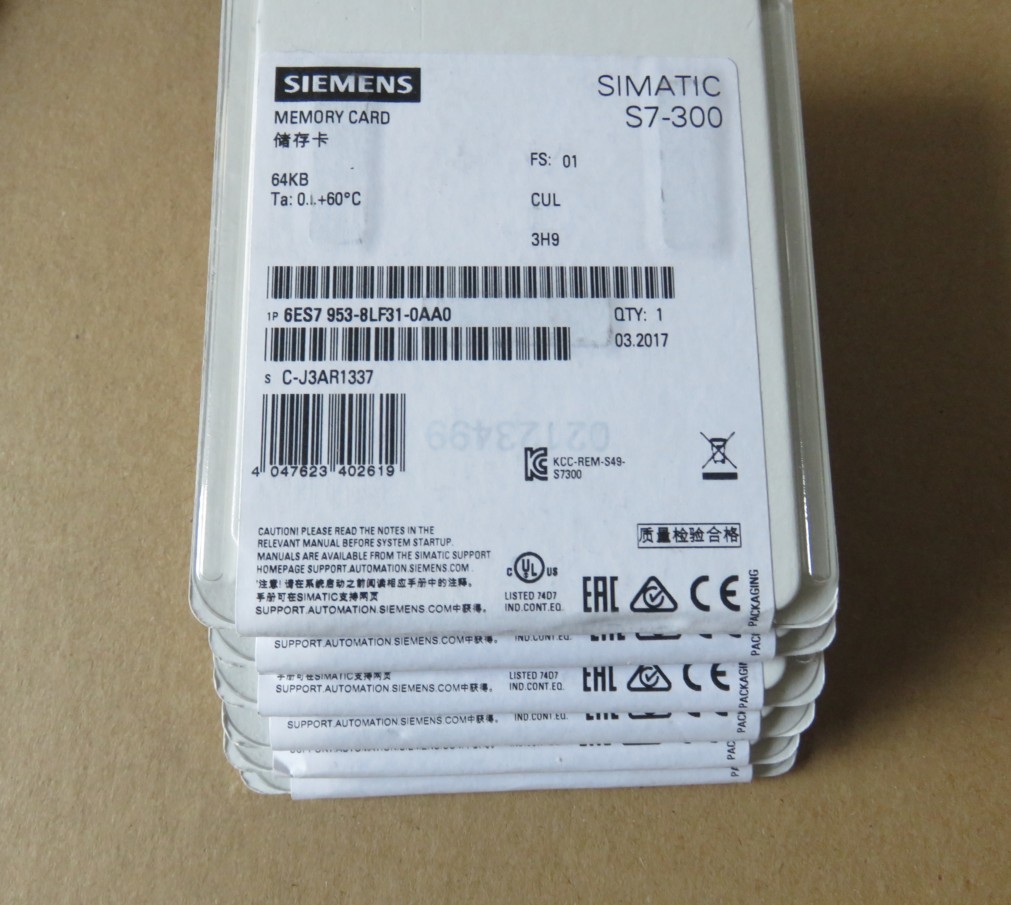 SIEMENS
SIMATIC
S7-300
MEMORY CARD
储存卡
FS: 01
64KB
Ta: 0...+60°C
CUL
3H9
1P 6ES7 953-8LF31-0AA0
QTY: 1
03.2017
S C-J3AR1337
02123499
4 047623 402619
KCC-REM-S49-
S7300
CAUTION! PLEASE READ THE NOTES IN THE
RELEVANT MANUAL BEFORE SYSTEM STARTUP.
MANUALS ARE AVAILABLE FROM THE SIMATIC SUPPORT
HOMEPAGE SUPPORT.AUTOMATION.SIEMENS.COM.
注意! 请在系统启动之前阅读相应手册中的注释。
手册可在SIMATIC支持网页
SUPPORT.AUTOMATION.SIEMENS.COM中获得。
质量检验合格
C UL US
LISTED 74D7
IND.CONT.EQ.
EAC
CE
PACKAGING
SUPPORT.AUTOMATION.SIEMENS.COM中获得。
IND.CONT.EQ.
手册可在SIMATIC支持网页
SUPPORT.AUTOMATION.SIEMENS.COM中获得。
LISTED 74D7
IND.CONT.EQ.
EAC
CE
SUPPORT.AUTOMATION.SIEMENS.COM中获得。
IND.CONT.EQ.